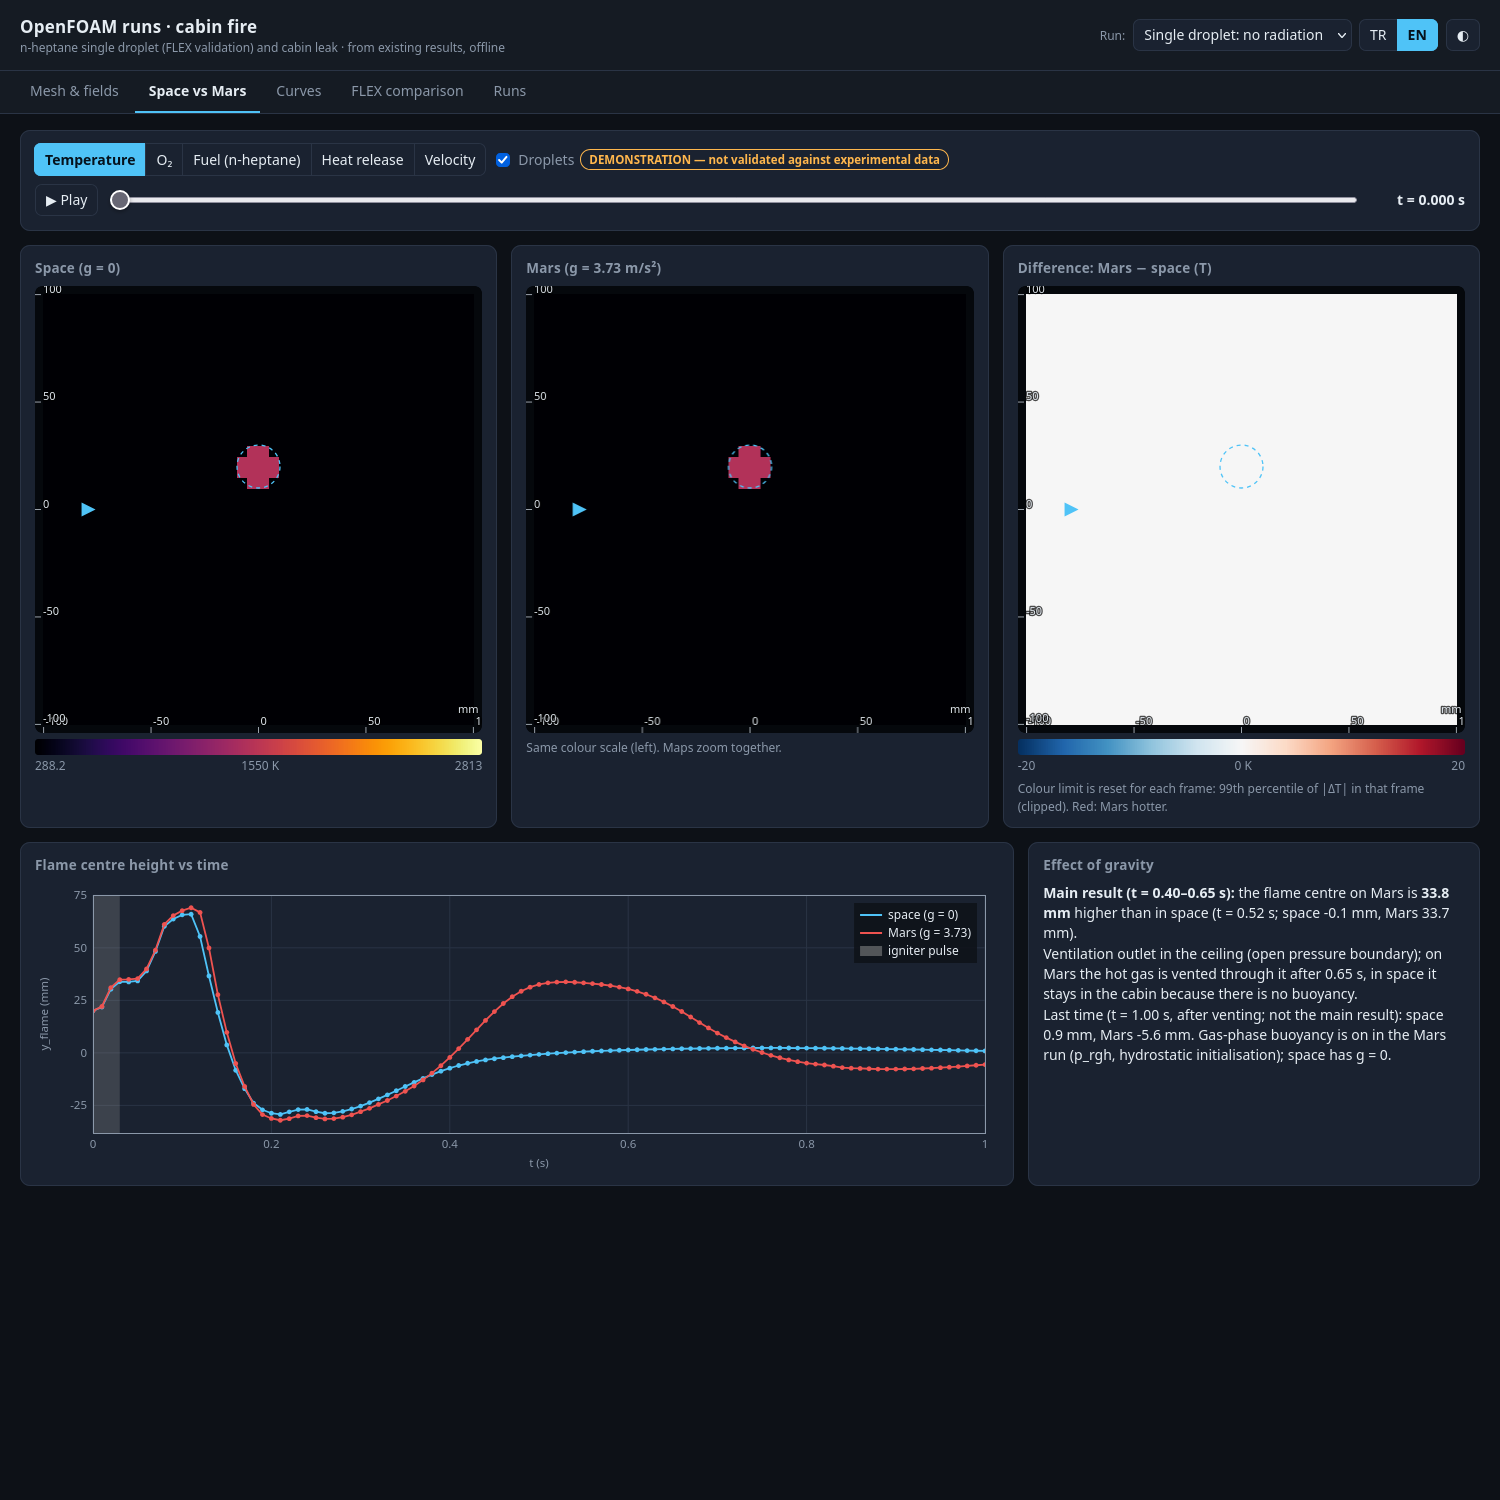 OpenFOAM runs · cabin fire
n-heptane single droplet (FLEX validation) and cabin leak · from existing results, offline
Run: Single droplet: no radiation TR EN
Mesh & fields Space vs Mars Curves FLEX comparison Runs
Temperature O₂ Fuel (n-heptane) Heat release Velocity Droplets DEMONSTRATION — not validated against experimental data
▶ Play t = 0.000 s
Space (g = 0)
100
50
0
-50
-100
mm
-100 -50 0 50 1
288.2 1550 K 2813
Mars (g = 3.73 m/s²)
100
50
0
-50
-100
mm
-100 -50 0 50 1
Same colour scale (left). Maps zoom together.
Difference: Mars − space (T)
100
50
0
-50
-100
mm
-100 -50 0 50 1
-20 0 K 20
Colour limit is reset for each frame: 99th percentile of |ΔT| in that frame
(clipped). Red: Mars hotter.
Flame centre height vs time
75
50
25
0
-25
y_flame (mm)
space (g = 0)
Mars (g = 3.73)
igniter pulse
0 0.2 0.4 0.6 0.8 1
t (s)
Effect of gravity
Main result (t = 0.40–0.65 s): the flame centre on Mars is 33.8
mm higher than in space (t = 0.52 s; space -0.1 mm, Mars 33.7
mm).
Ventilation outlet in the ceiling (open pressure boundary); on
Mars the hot gas is vented through it after 0.65 s, in space it
stays in the cabin because there is no buoyancy.
Last time (t = 1.00 s, after venting; not the main result): space
0.9 mm, Mars -5.6 mm. Gas-phase buoyancy is on in the Mars
run (p_rgh, hydrostatic initialisation); space has g = 0.